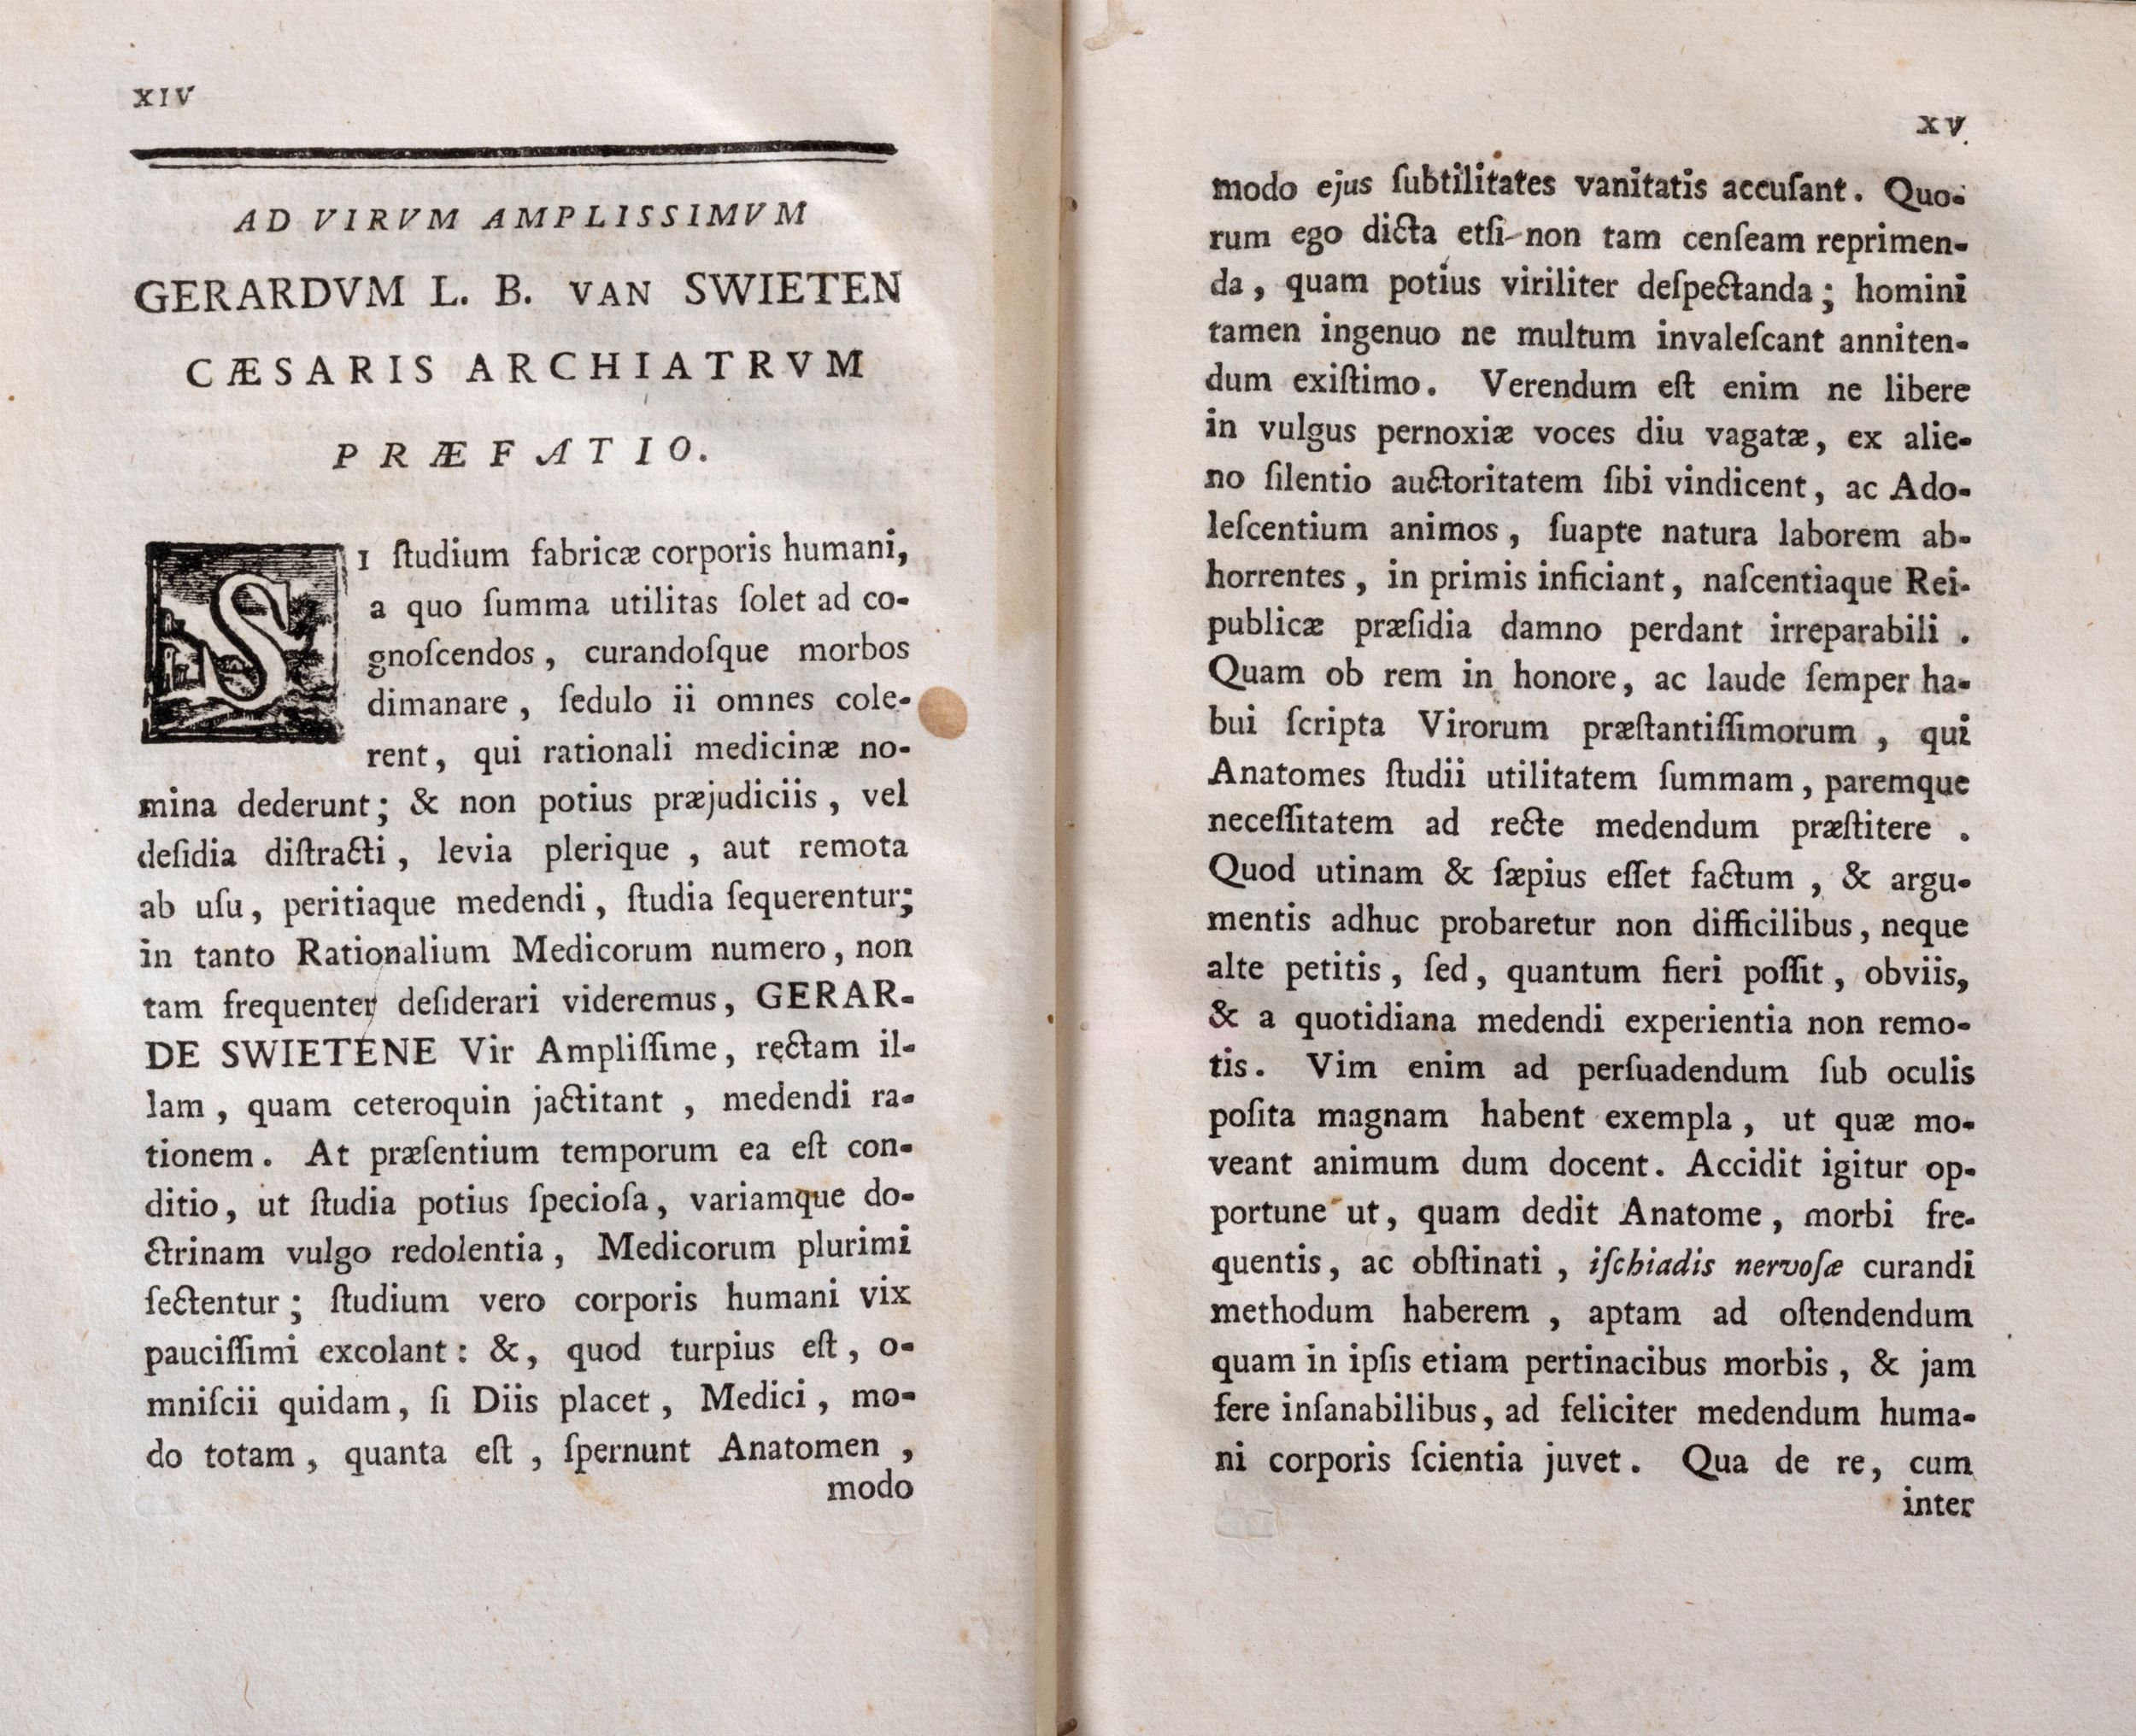 XIV
AD VIRVM AMPLISSIMVM
GERARDVM L. B. VAN SWIETEN
CÆSARIS ARCHIATRVM
PRÆFATIO.
SI ſtudium fabricæ corporis humani,
a quo ſumma utilitas ſolet ad co-
gnoſcendos, curandoſque morbos
dimanare, ſedulo ii omnes cole-
rent, qui rationali medicinæ no-
mina dederunt; & non potius præjudiciis, vel
deſidia diſtracti, levia plerique, aut remota
ab uſu, peritiaque medendi, ſtudia ſequerentur;
in tanto Rationalium Medicorum numero, non
tam frequenter deſiderari videremus, GERAR-
DE SWIETENE Vir Ampliſſime, rectam il-
lam, quam ceteroquin jactitant, medendi ra-
tionem. At præſentium temporum ea eſt con-
ditio, ut ſtudia potius ſpecioſa, variamque do-
ctrinam vulgo redolentia, Medicorum plurimi
ſectentur; ſtudium vero corporis humani vix
pauciſſimi excolant: &, quod turpius eſt, o-
mniſcii quidam, ſi Diis placet, Medici, mo-
do totam, quanta eſt, ſpernunt Anatomen,
modo
XV.
modo ejus ſubtilitates vanitatis accuſant. Quo-
rum ego dicta etſi non tam cenſeam reprimen-
da, quam potius viriliter deſpectanda; homini
tamen ingenuo ne multum invaleſcant anniten-
dum exiſtimo. Verendum eſt enim ne libere
in vulgus pernoxiæ voces diu vagatæ, ex alie-
no ſilentio auctoritatem ſibi vindicent, ac Ado-
leſcentium animos, ſuapte natura laborem ab-
horrentes, in primis inficiant, naſcentiaque Rei-
publicæ præſidia damno perdant irreparabili.
Quam ob rem in honore, ac laude ſemper ha-
bui ſcripta Virorum præſtantiſſimorum, qui
Anatomes ſtudii utilitatem ſummam, paremque
neceſſitatem ad recte medendum præſtitere.
Quod utinam & ſæpius eſſet factum, & argu-
mentis adhuc probaretur non difficilibus, neque
alte petitis, ſed, quantum fieri poſſit, obviis,
& a quotidiana medendi experientia non remo-
tis. Vim enim ad perſuadendum ſub oculis
poſita magnam habent exempla, ut quæ mo-
veant animum dum docent. Accidit igitur op-
portune ut, quam dedit Anatome, morbi fre-
quentis, ac obſtinati, iſchiadis nervoſæ curandi
methodum haberem, aptam ad oſtendendum
quam in ipſis etiam pertinacibus morbis, & jam
fere inſanabilibus, ad feliciter medendum huma-
ni corporis ſcientia juvet. Qua de re, cum
inter